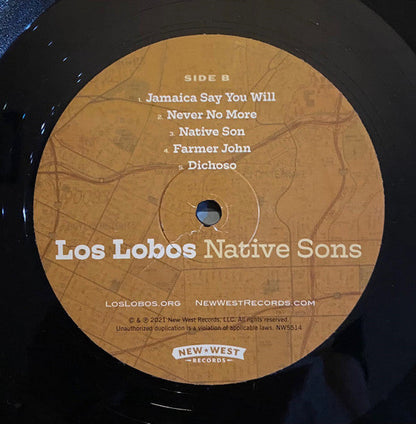 SIDE B
1. Jamaica Say You Will
2. Never No More
3. Native Son
4. Farmer John
5. Dichoso
Los Lobos Native Sons
LosLobos.org NewWestRecords.com
© & ℗ 2021 New West Records, LLC. All rights reserved.
Unauthorized duplication is a violation of applicable laws. NW5514
NEW★WEST
RECORDS